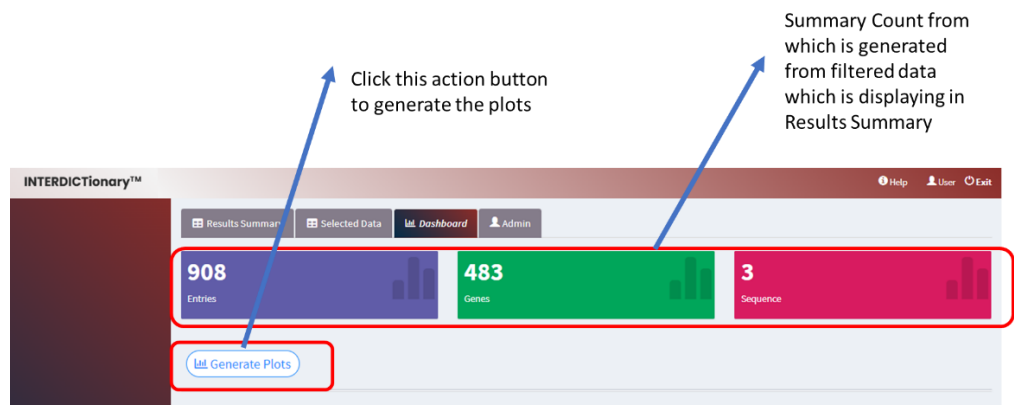 Summary Count from
which is generated
from filtered data
which is displaying in
Results Summary
Click this action button
to generate the plots
INTERDICTionary™
Help User Exit
Results Summary Selected Data Dashboard Admin
908 483 3
Entries Genes Sequence
Generate Plots